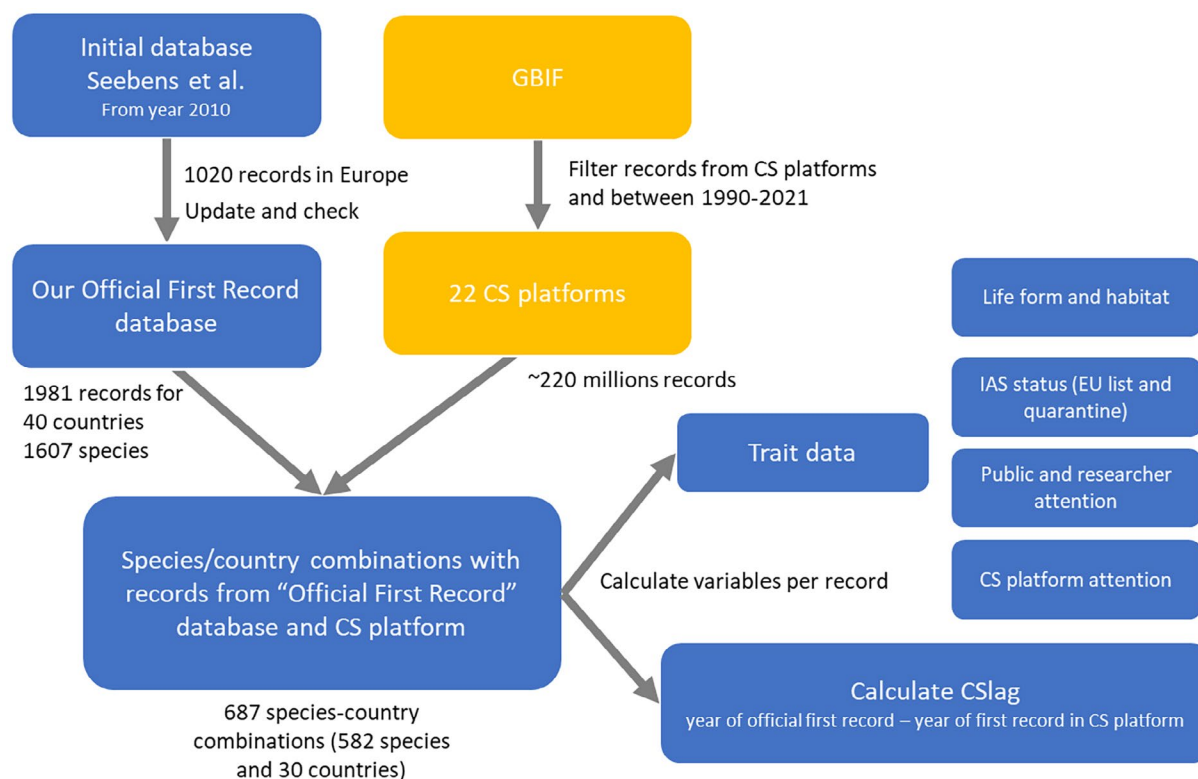 Initial database
Seebens et al.
From year 2010
GBIF
1020 records in Europe
Update and check
Filter records from CS platforms
and between 1990-2021
Our Official First Record
database
22 CS platforms
Life form and habitat
1981 records for
40 countries
1607 species
~220 millions records
IAS status (EU list and
quarantine)
Trait data
Public and researcher
attention
Species/country combinations with
records from “Official First Record”
database and CS platform
Calculate variables per record
CS platform attention
Calculate CSlag
year of official first record – year of first record in CS platform
687 species-country
combinations (582 species
and 30 countries)